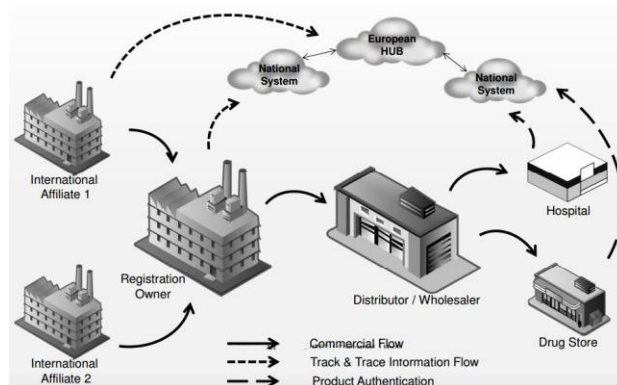 European
HUB
National
System
National
System
International
Affiliate 1
Hospital
Registration
Owner
Distributor / Wholesaler
Drug Store
International
Affiliate 2
Commercial Flow
Track & Trace Information Flow
Product Authentication